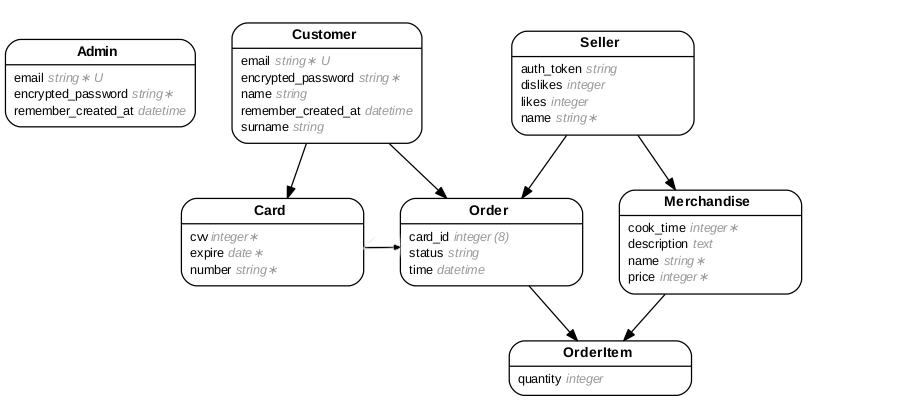 Admin
email string∗ U
encrypted_password string∗
remember_created_at datetime
Customer
email string∗ U
encrypted_password string∗
name string
remember_created_at datetime
surname string
Seller
auth_token string
dislikes integer
likes integer
name string∗
Card
cvv integer∗
expire date∗
number string∗
Order
card_id integer (8)
status string
time datetime
Merchandise
cook_time integer∗
description text
name string∗
price integer∗
OrderItem
quantity integer